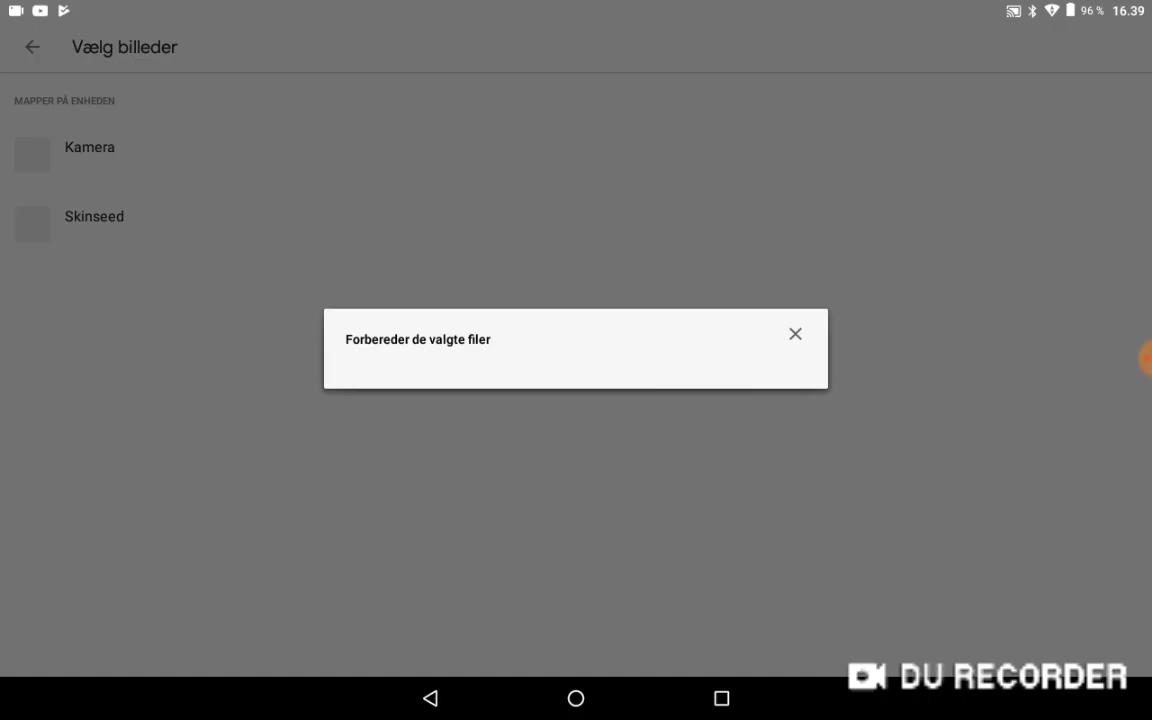 96 % 16.39
Vælg billeder
MAPPER PÅ ENHEDEN
Kamera
Skinseed
Forbereder de valgte filer
DU RECORDER